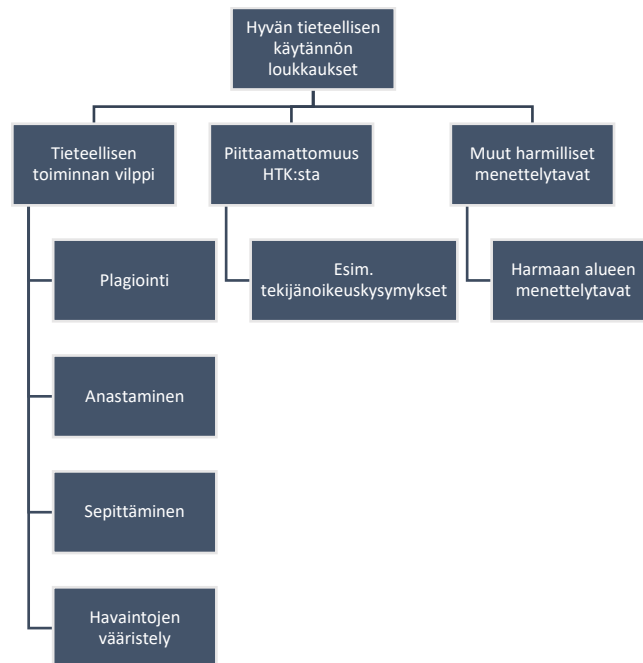 Hyvän tieteellisen
käytännön
loukkaukset
Tieteellisen
toiminnan vilppi
Piittaamattomuus
HTK:sta
Muut harmilliset
menettelytavat
Plagiointi
Esim.
tekijänoikeuskysymykset
Harmaan alueen
menettelytavat
Anastaminen
Sepittäminen
Havaintojen
vääristely